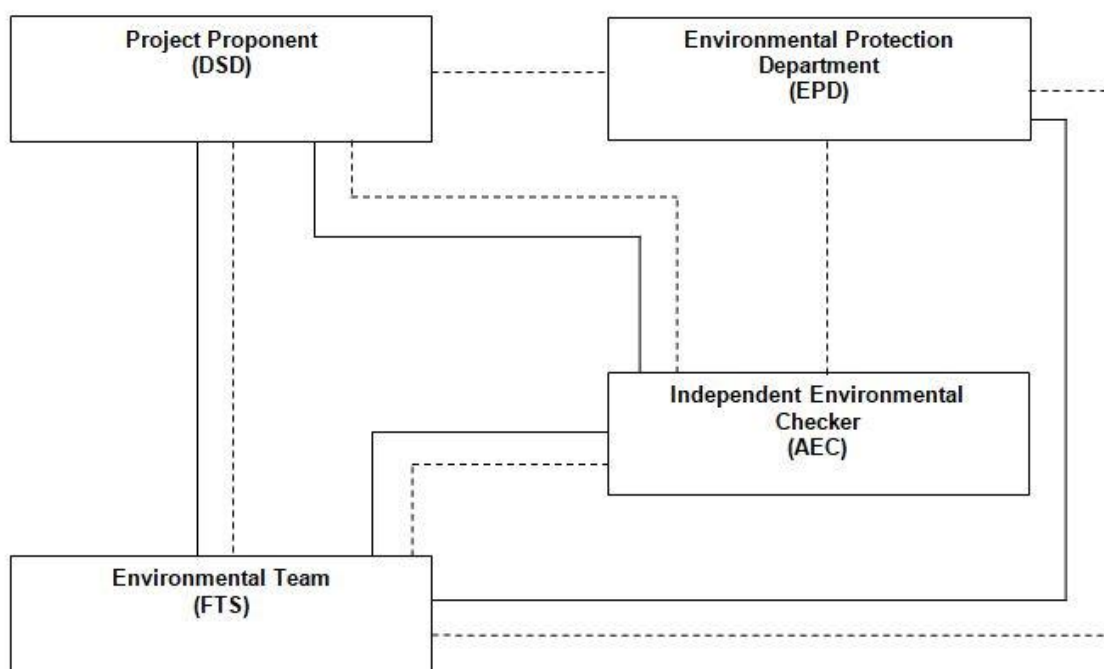 Project Proponent
(DSD)
Environmental Protection
Department
(EPD)
Independent Environmental
Checker
(AEC)
Environmental Team
(FTS)